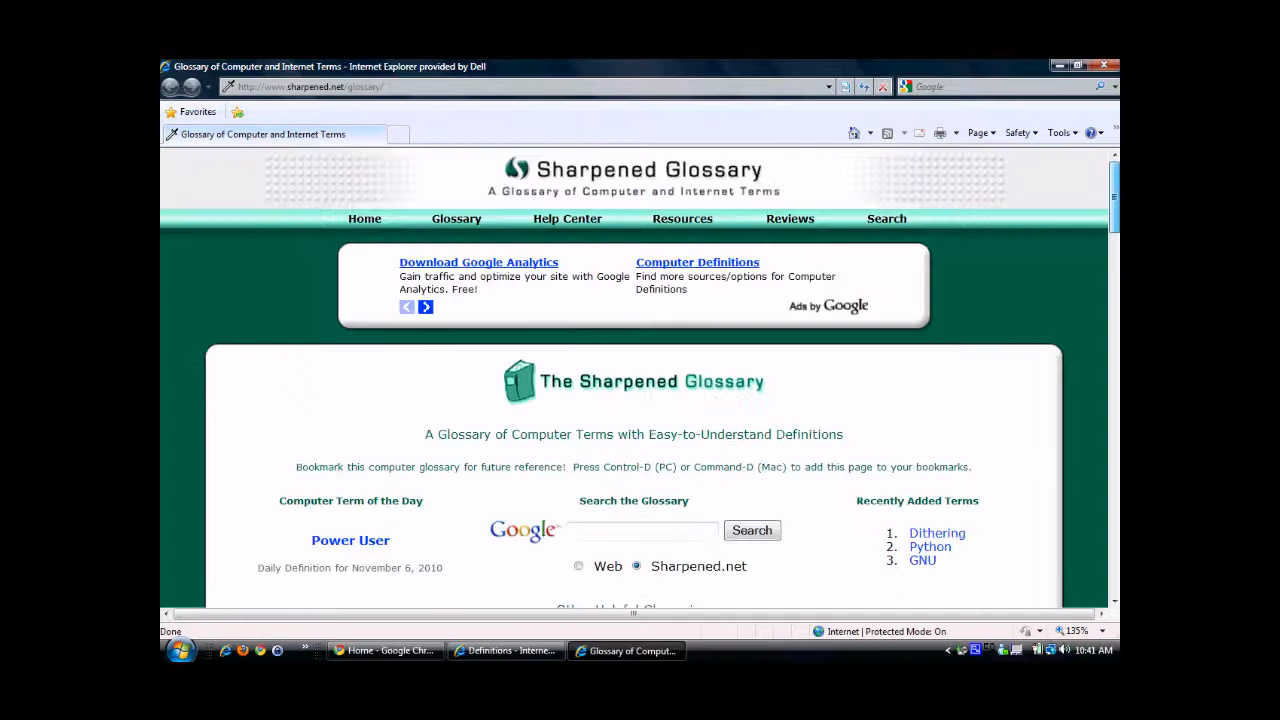 Glossary of Computer and Internet Terms - Internet Explorer provided by Dell
http://www.sharpened.net/glossary/
Google
Favorites
Glossary of Computer and Internet Terms
Page
Safety
Tools
Sharpened Glossary
A Glossary of Computer and Internet Terms
Home Glossary Help Center Resources Reviews Search
Download Google Analytics
Gain traffic and optimize your site with Google
Analytics. Free!
Computer Definitions
Find more sources/options for Computer
Definitions
Ads by Google
The Sharpened Glossary
A Glossary of Computer Terms with Easy-to-Understand Definitions
Bookmark this computer glossary for future reference! Press Control-D (PC) or Command-D (Mac) to add this page to your bookmarks.
Computer Term of the Day
Power User
Daily Definition for November 6, 2010
Search the Glossary
Google
Search
Web Sharpened.net
Recently Added Terms
1. Dithering
2. Python
3. GNU
Done
Internet | Protected Mode: On
135%
Home - Google Chr...
Definitions - Interne...
Glossary of Comput...
10:41 AM